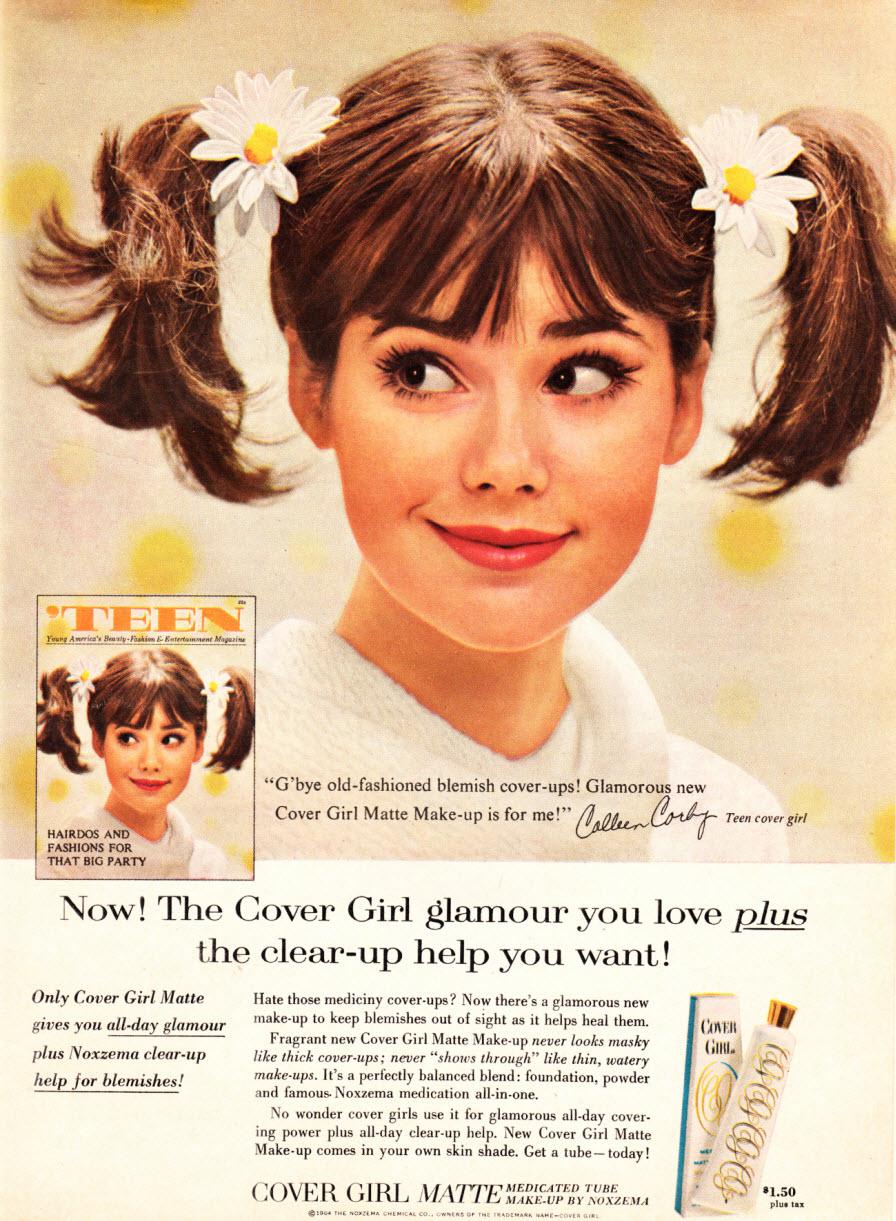 'TEEN
Young America's Beauty-Fashion & Entertainment Magazine
HAIRDOS AND
FASHIONS FOR
THAT BIG PARTY
“G'bye old-fashioned blemish cover-ups! Glamorous new
Cover Girl Matte Make-up is for me!” Colleen Corby Teen cover girl
Now! The Cover Girl glamour you love plus
the clear-up help you want!
Only Cover Girl Matte
gives you all-day glamour
plus Noxzema clear-up
help for blemishes!
Hate those mediciny cover-ups? Now there's a glamorous new
make-up to keep blemishes out of sight as it helps heal them.
Fragrant new Cover Girl Matte Make-up never looks masky
like thick cover-ups; never “shows through” like thin, watery
make-ups. It's a perfectly balanced blend: foundation, powder
and famous Noxzema medication all-in-one.
No wonder cover girls use it for glamorous all-day cover-
ing power plus all-day clear-up help. New Cover Girl Matte
Make-up comes in your own skin shade. Get a tube—today!
COVER
GIRL
$1.50
plus tax
COVER GIRL MATTE MEDICATED TUBE
MAKE-UP BY NOXZEMA
©1964 THE NOXZEMA CHEMICAL CO., OWNERS OF THE TRADEMARK NAME—COVER GIRL